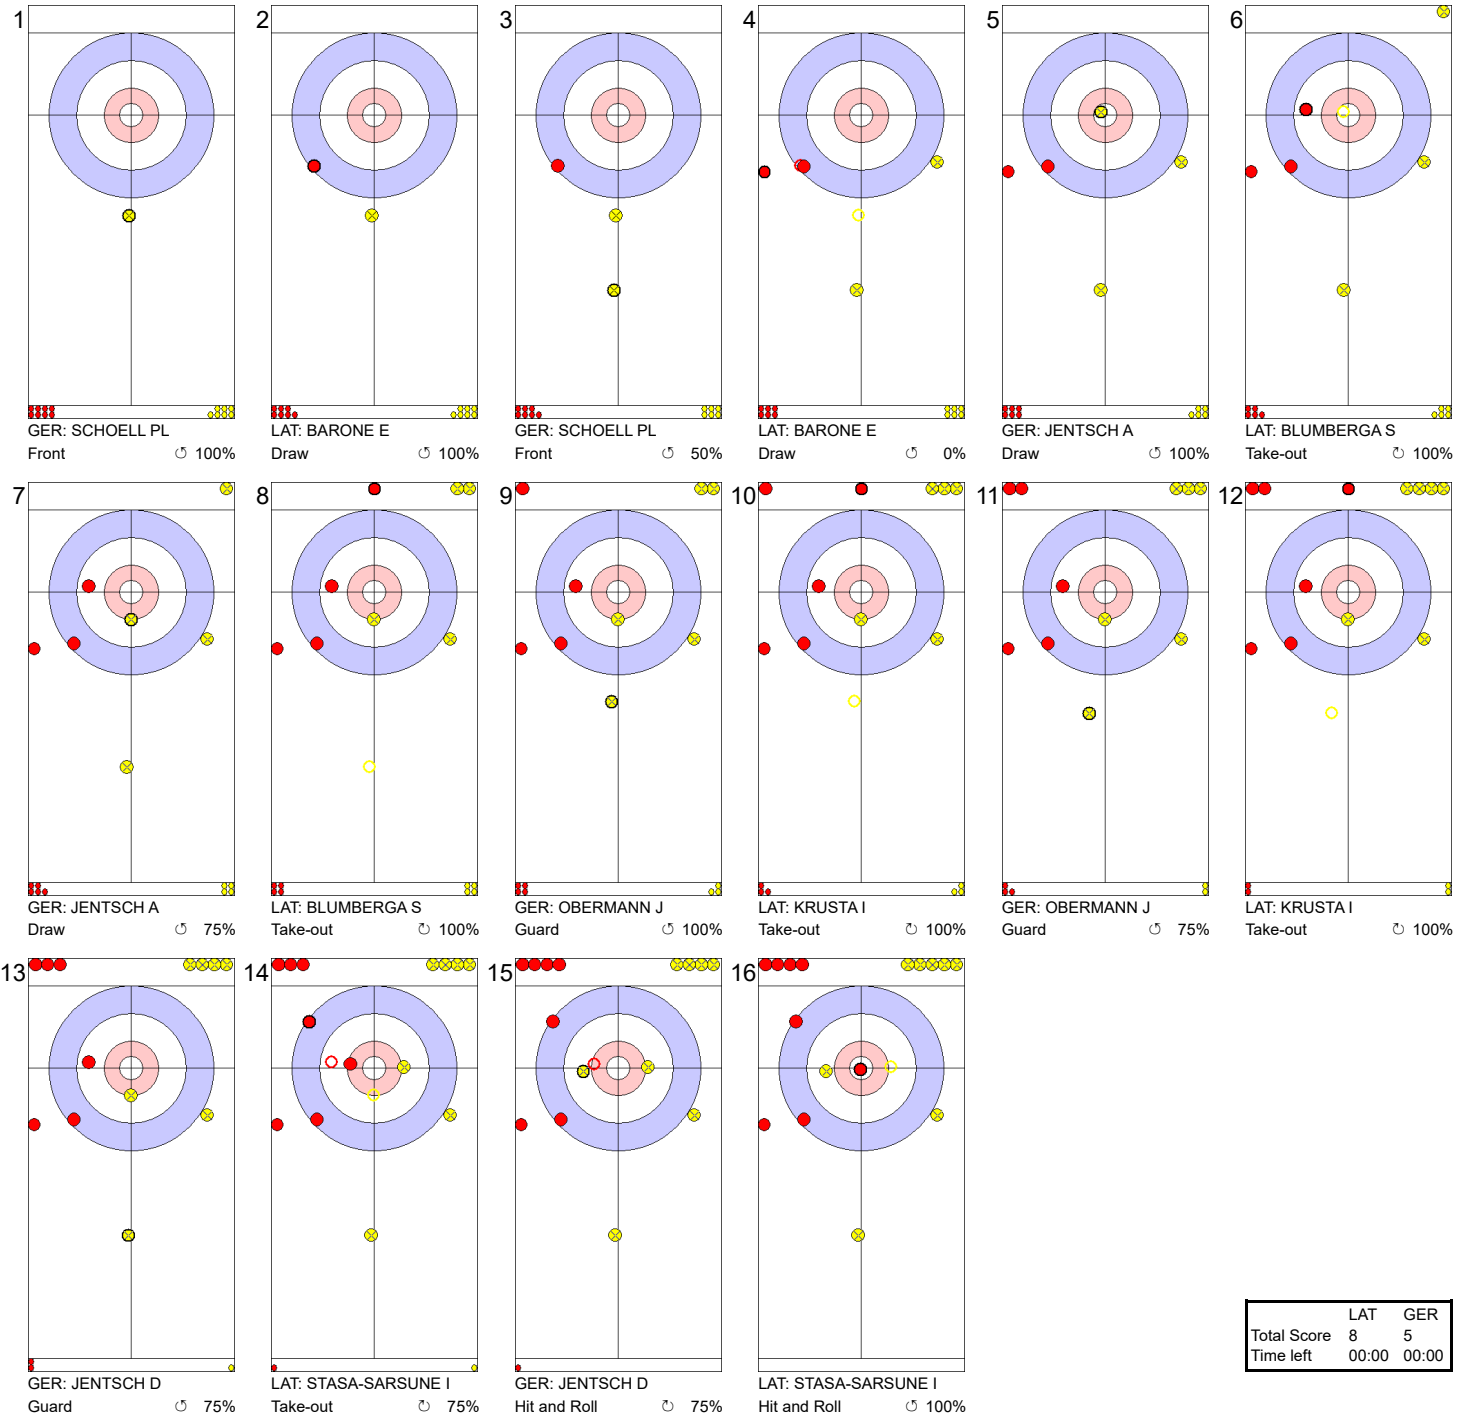 1
2
3
4
5
6
GER: SCHOELL PL
Front 100%
LAT: BARONE E
Draw 100%
GER: SCHOELL PL
Front 50%
LAT: BARONE E
Draw 0%
GER: JENTSCH A
Draw 100%
LAT: BLUMBERGA S
Take-out 100%
7
8
9
10
11
12
GER: JENTSCH A
Draw 75%
LAT: BLUMBERGA S
Take-out 100%
GER: OBERMANN J
Guard 100%
LAT: KRUSTA I
Take-out 100%
GER: OBERMANN J
Guard 75%
LAT: KRUSTA I
Take-out 100%
13
14
15
16
GER: JENTSCH D
Guard 75%
LAT: STASA-SARSUNE I
Take-out 75%
GER: JENTSCH D
Hit and Roll 75%
LAT: STASA-SARSUNE I
Hit and Roll 100%
LAT GER
Total Score 8 5
Time left 00:00 00:00